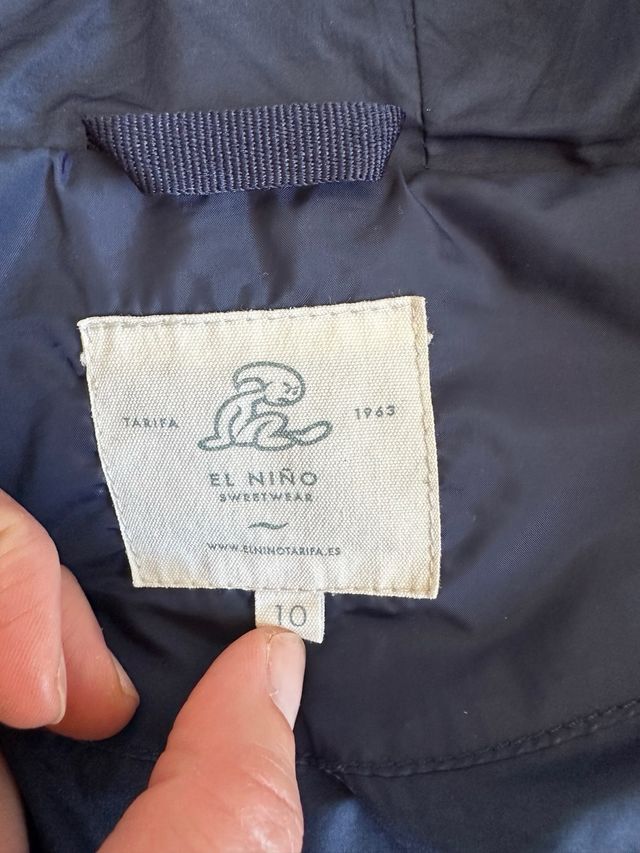 TARIFA 1963
EL NIÑO
SWEETWEAR
WWW.ELNINOTARIFA.ES
10